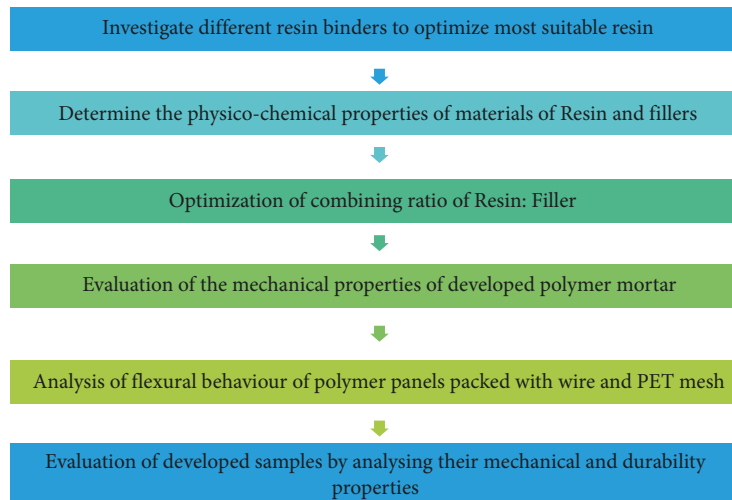 Investigate different resin binders to optimize most suitable resin
Determine the physico-chemical properties of materials of Resin and fillers
Optimization of combining ratio of Resin: Filler
Evaluation of the mechanical properties of developed polymer mortar
Analysis of flexural behaviour of polymer panels packed with wire and PET mesh
Evaluation of developed samples by analysing their mechanical and durability
properties